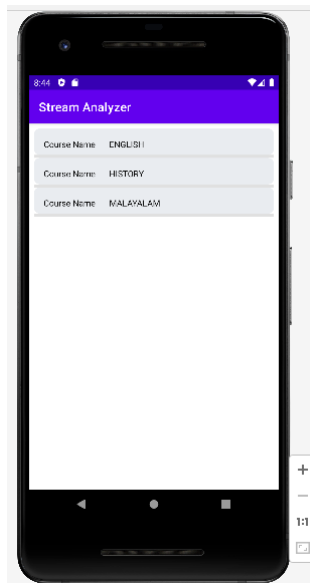 8:44
Stream Analyzer
Course Name ENGLISH
Course Name HISTORY
Course Name MALAYALAM
1:1